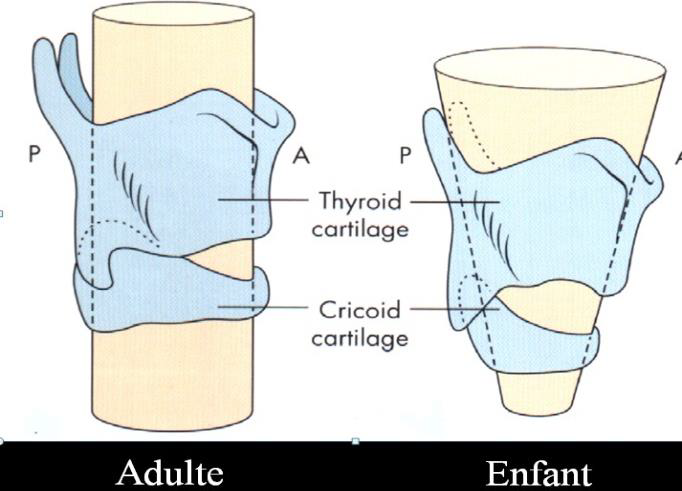 P
A
P
A
Thyroid
cartilage
Cricoid
cartilage
Adulte
Enfant